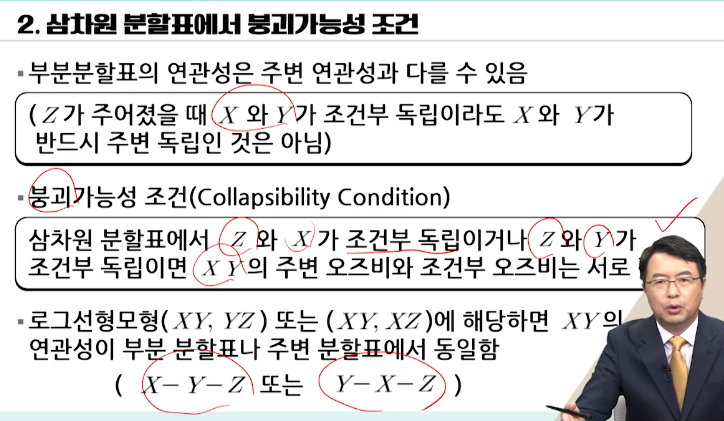 2. 삼차원 분할표에서 붕괴가능성 조건
▪ 부분분할표의 연관성은 주변 연관성과 다를 수 있음
( Z 가 주어졌을 때 X 와 Y 가 조건부 독립이라도 X 와 Y 가
반드시 주변 독립인 것은 아님)
▪ 붕괴가능성 조건(Collapsibility Condition)
삼차원 분할표에서 Z 와 X 가 조건부 독립이거나 Z 와 Y 가
조건부 독립이면 X Y 의 주변 오즈비와 조건부 오즈비는 서로
▪ 로그선형모형( XY, YZ ) 또는 ( XY, XZ )에 해당하면 XY 의
연관성이 부분 분할표나 주변 분할표에서 동일함
( X − Y − Z 또는 Y − X − Z )